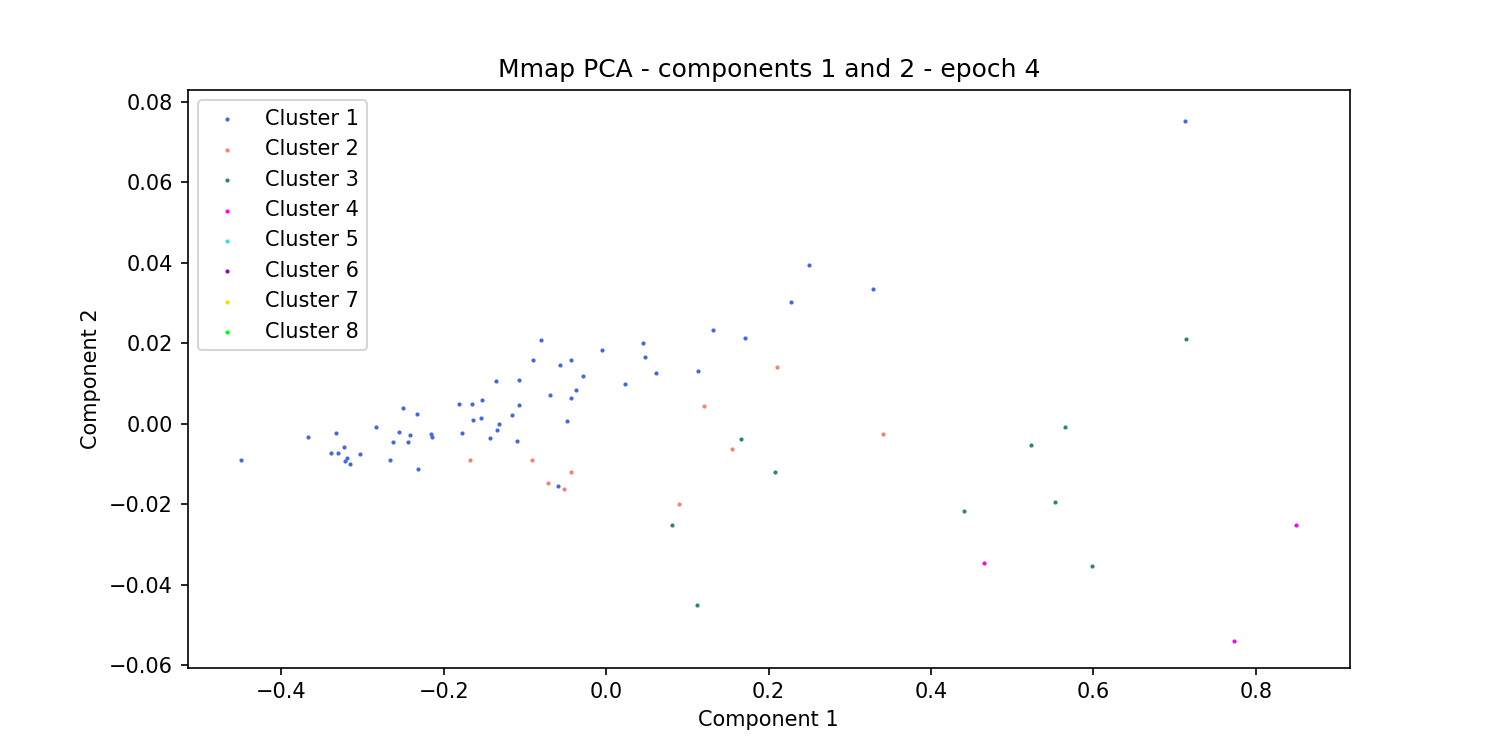 Mmap PCA - components 1 and 2 - epoch 4
0.08
0.06
0.04
0.02
0.00
−0.02
−0.04
−0.06
Component 2
Cluster 1
Cluster 2
Cluster 3
Cluster 4
Cluster 5
Cluster 6
Cluster 7
Cluster 8
−0.4 −0.2 0.0 0.2 0.4 0.6 0.8
Component 1